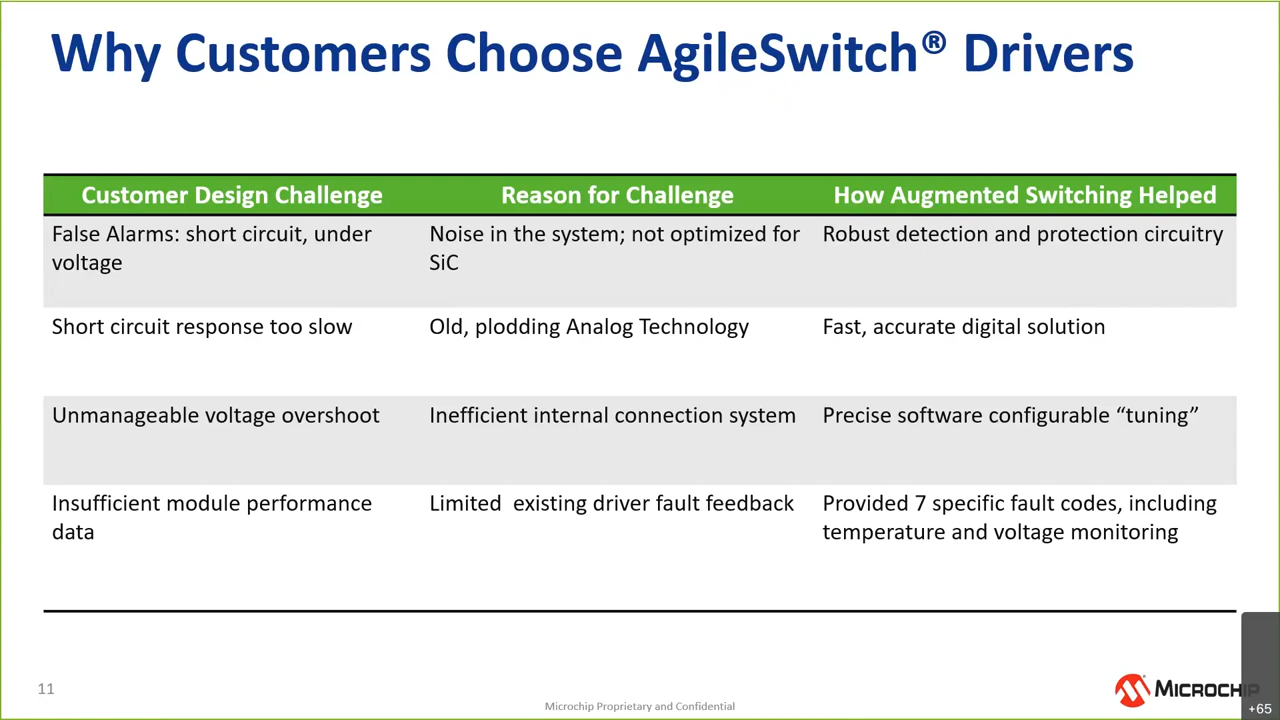 Why Customers Choose AgileSwitch® Drivers
Customer Design Challenge
Reason for Challenge
How Augmented Switching Helped
False Alarms: short circuit, under
voltage
Noise in the system; not optimized for
SiC
Robust detection and protection circuitry
Short circuit response too slow
Old, plodding Analog Technology
Fast, accurate digital solution
Unmanageable voltage overshoot
Inefficient internal connection system
Precise software configurable “tuning”
Insufficient module performance
data
Limited  existing driver fault feedback
Provided 7 specific fault codes, including
temperature and voltage monitoring
11
Microchip Proprietary and Confidential
MICROCHIP
+65